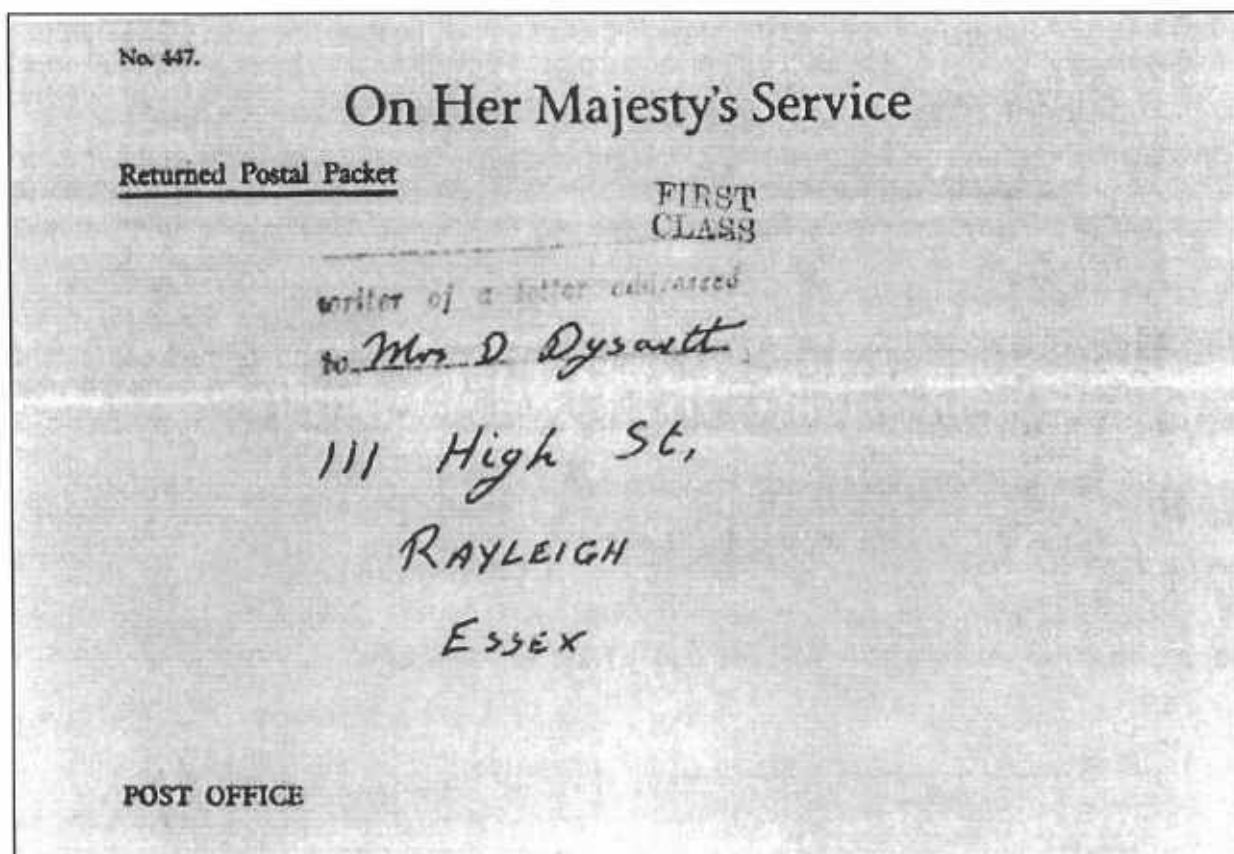 No. 447.
On Her Majesty's Service
Returned Postal Packet
FIRST
CLASS
writer of a letter addressed
to Mrs D Dysartt
111 High St,
RAYLEIGH
ESSEX
POST OFFICE